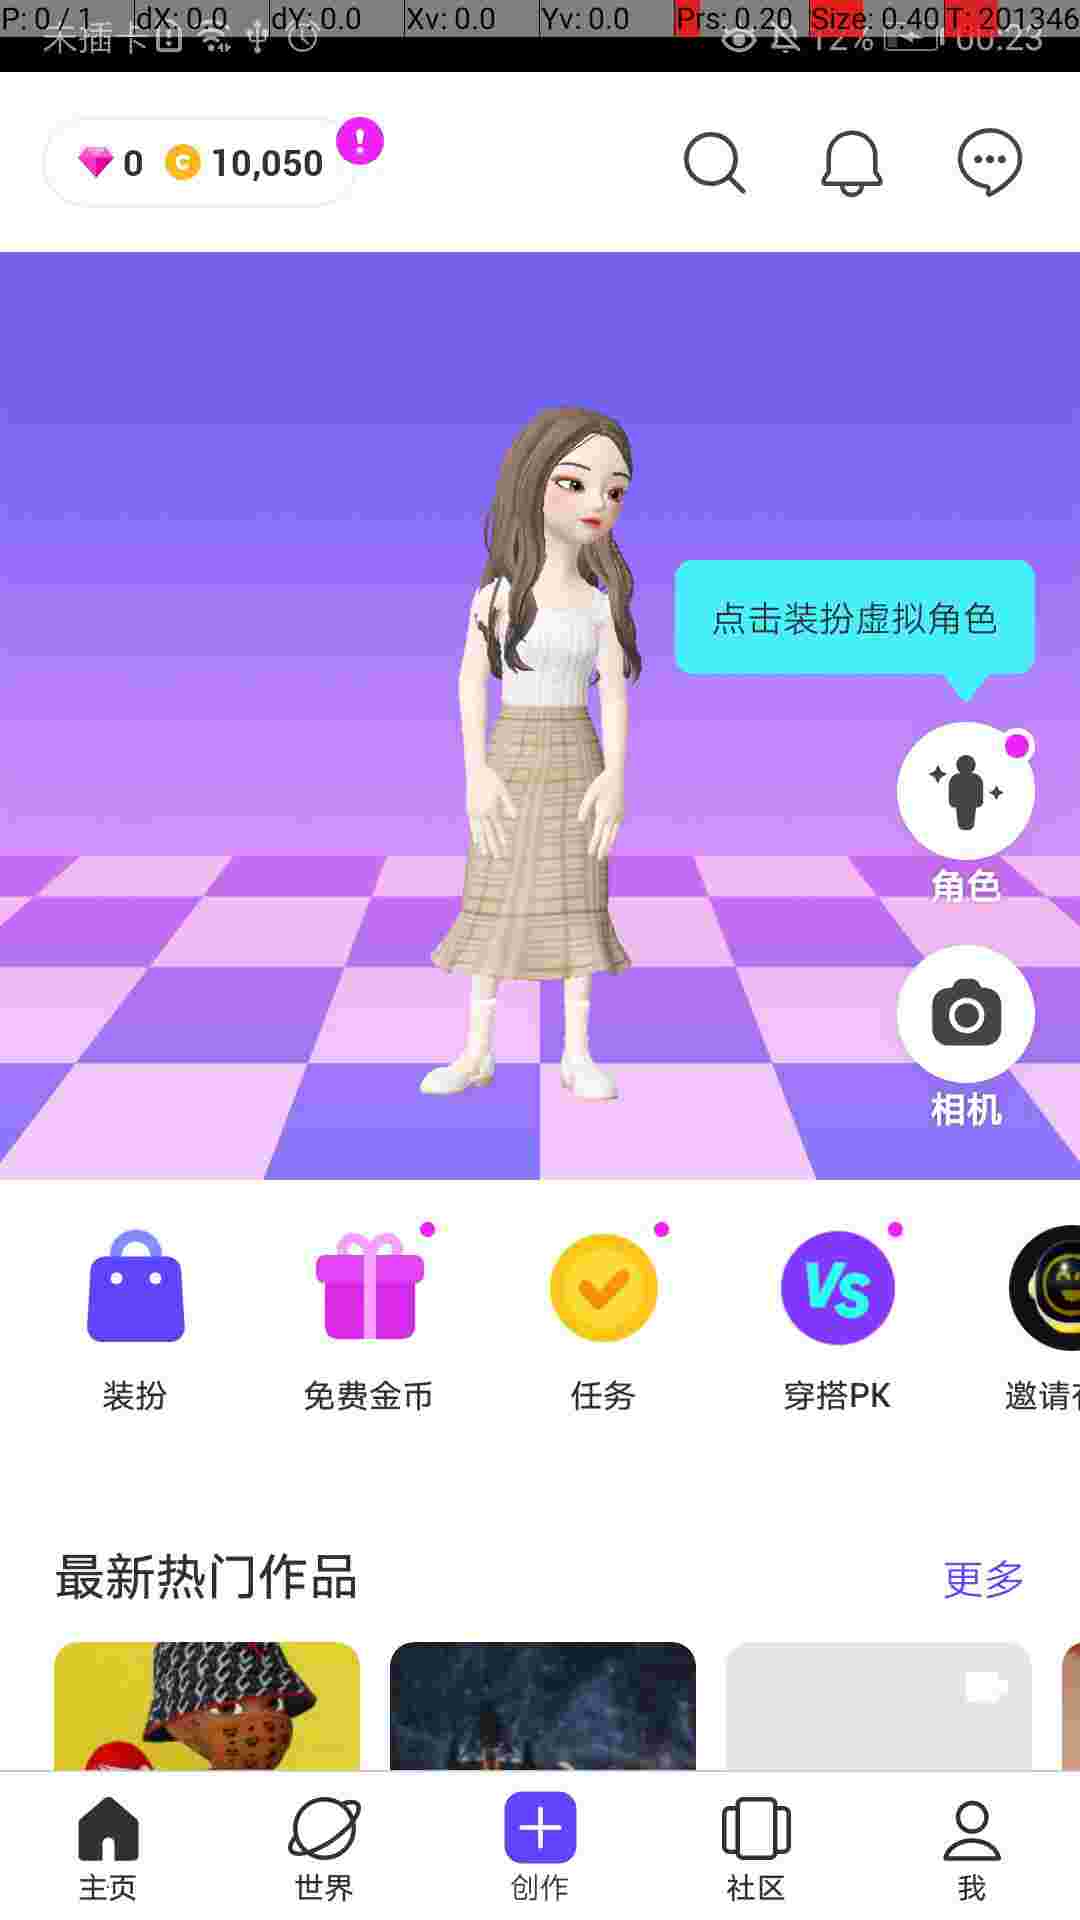 P: 0 / 1 dX: 0.0 dY: 0.0 Xv: 0.0 Yv: 0.0 Prs: 0.20 Size: 0.40 T: 201346
未插卡 12% 00:23
0 C 10,050 !
点击装扮虚拟角色
角色
相机
VS
装扮 免费金币 任务 穿搭PK 邀请
最新热门作品 更多
主页 世界 创作 社区 我